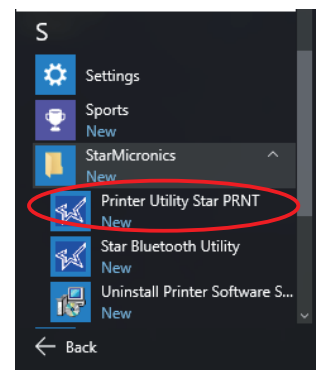 S
Settings
Sports
New
StarMicronics
New
Printer Utility Star PRNT
New
Star Bluetooth Utility
New
Uninstall Printer Software S...
New
Back